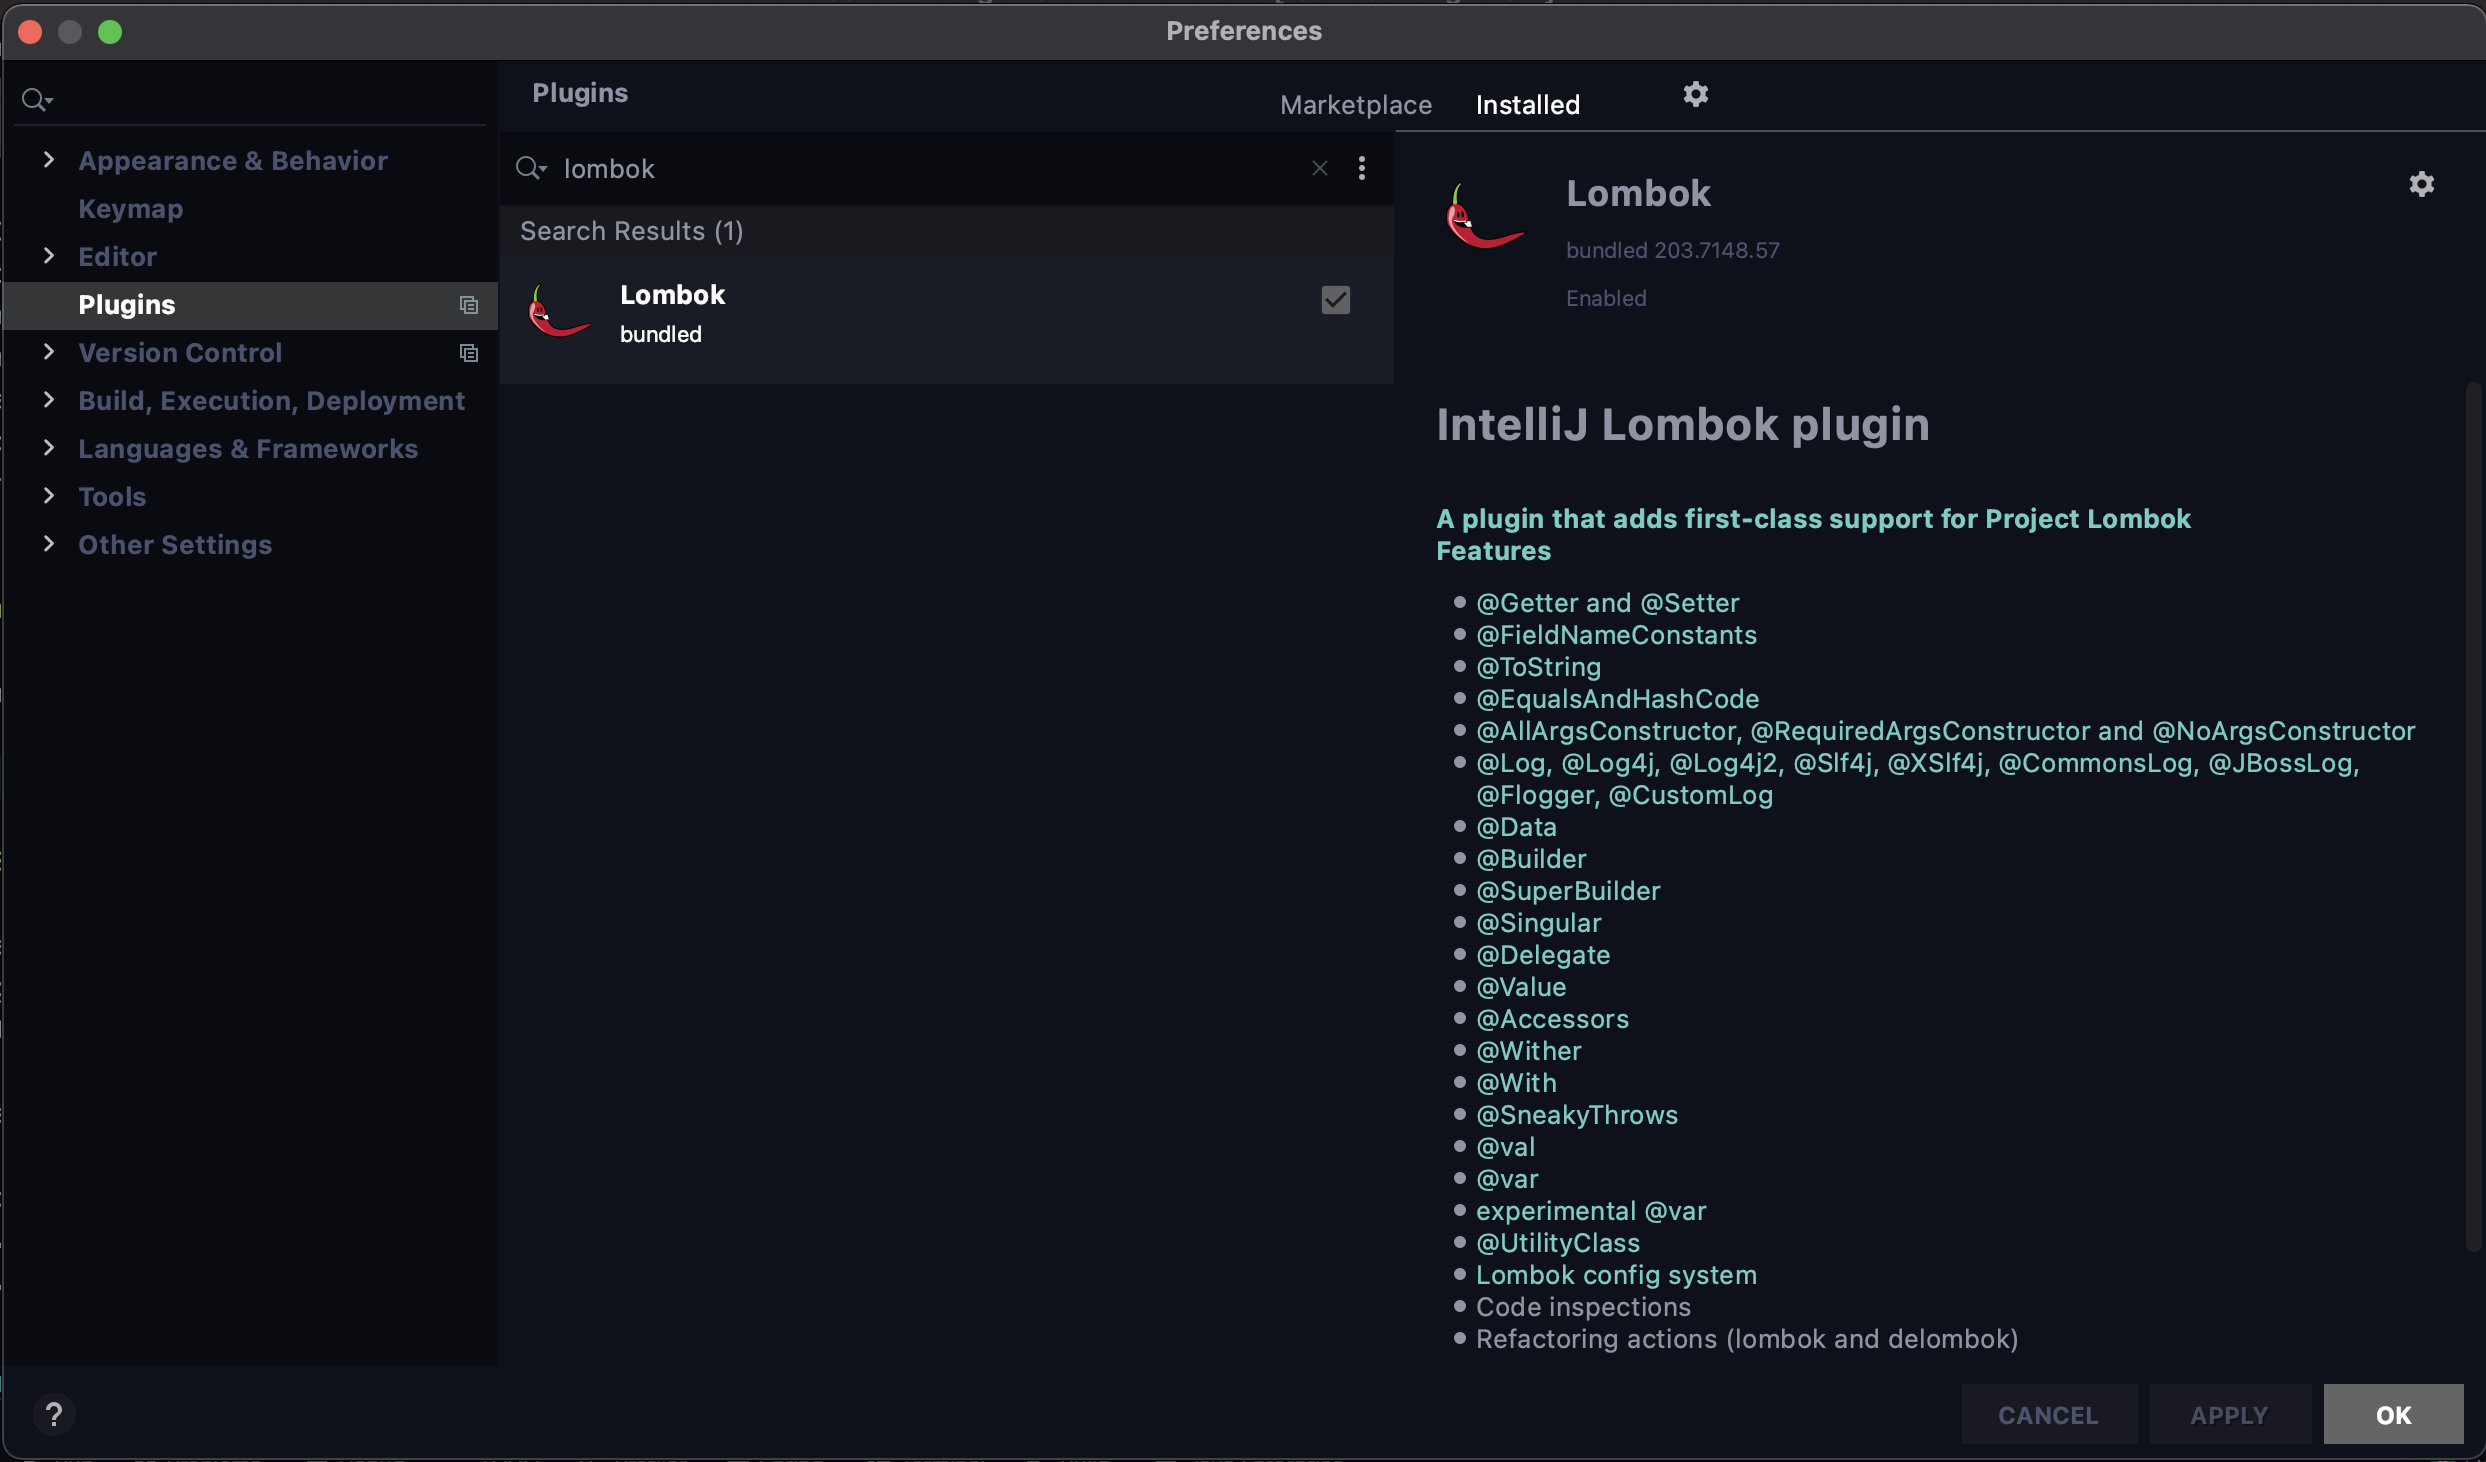 Preferences
Plugins
Marketplace
Installed
Appearance & Behavior
Keymap
Editor
Plugins
Version Control
Build, Execution, Deployment
Languages & Frameworks
Tools
Other Settings
lombok
Search Results (1)
Lombok
bundled
Lombok
bundled 203.7148.57
Enabled
IntelliJ Lombok plugin
A plugin that adds first-class support for Project Lombok
Features
@Getter and @Setter
@FieldNameConstants
@ToString
@EqualsAndHashCode
@AllArgsConstructor, @RequiredArgsConstructor and @NoArgsConstructor
@Log, @Log4j, @Log4j2, @Slf4j, @XSlf4j, @CommonsLog, @JBossLog,
@Flogger, @CustomLog
@Data
@Builder
@SuperBuilder
@Singular
@Delegate
@Value
@Accessors
@Wither
@With
@SneakyThrows
@val
@var
experimental @var
@UtilityClass
Lombok config system
Code inspections
Refactoring actions (lombok and delombok)
?
CANCEL
APPLY
OK